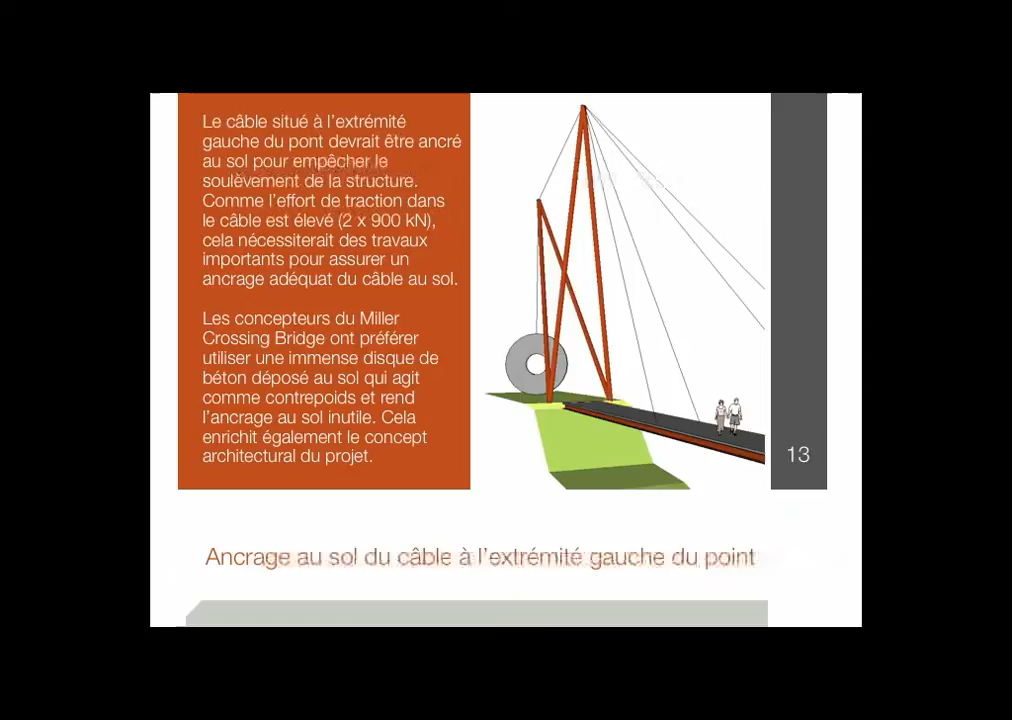 Le câble situé à l'extrémité
gauche du pont devrait être ancré
au sol pour empêcher le
soulèvement de la structure.
Comme l'effort de traction dans
le câble est élevé (2 x 900 kN),
cela nécessiterait des travaux
importants pour assurer un
ancrage adéquat du câble au sol.
Les concepteurs du Miller
Crossing Bridge ont préférer
utiliser une immense disque de
béton déposé au sol qui agit
comme contrepoids et rend
l'ancrage au sol inutile. Cela
enrichit également le concept
architectural du projet.
13
Ancrage au sol du câble à l'extrémité gauche du point